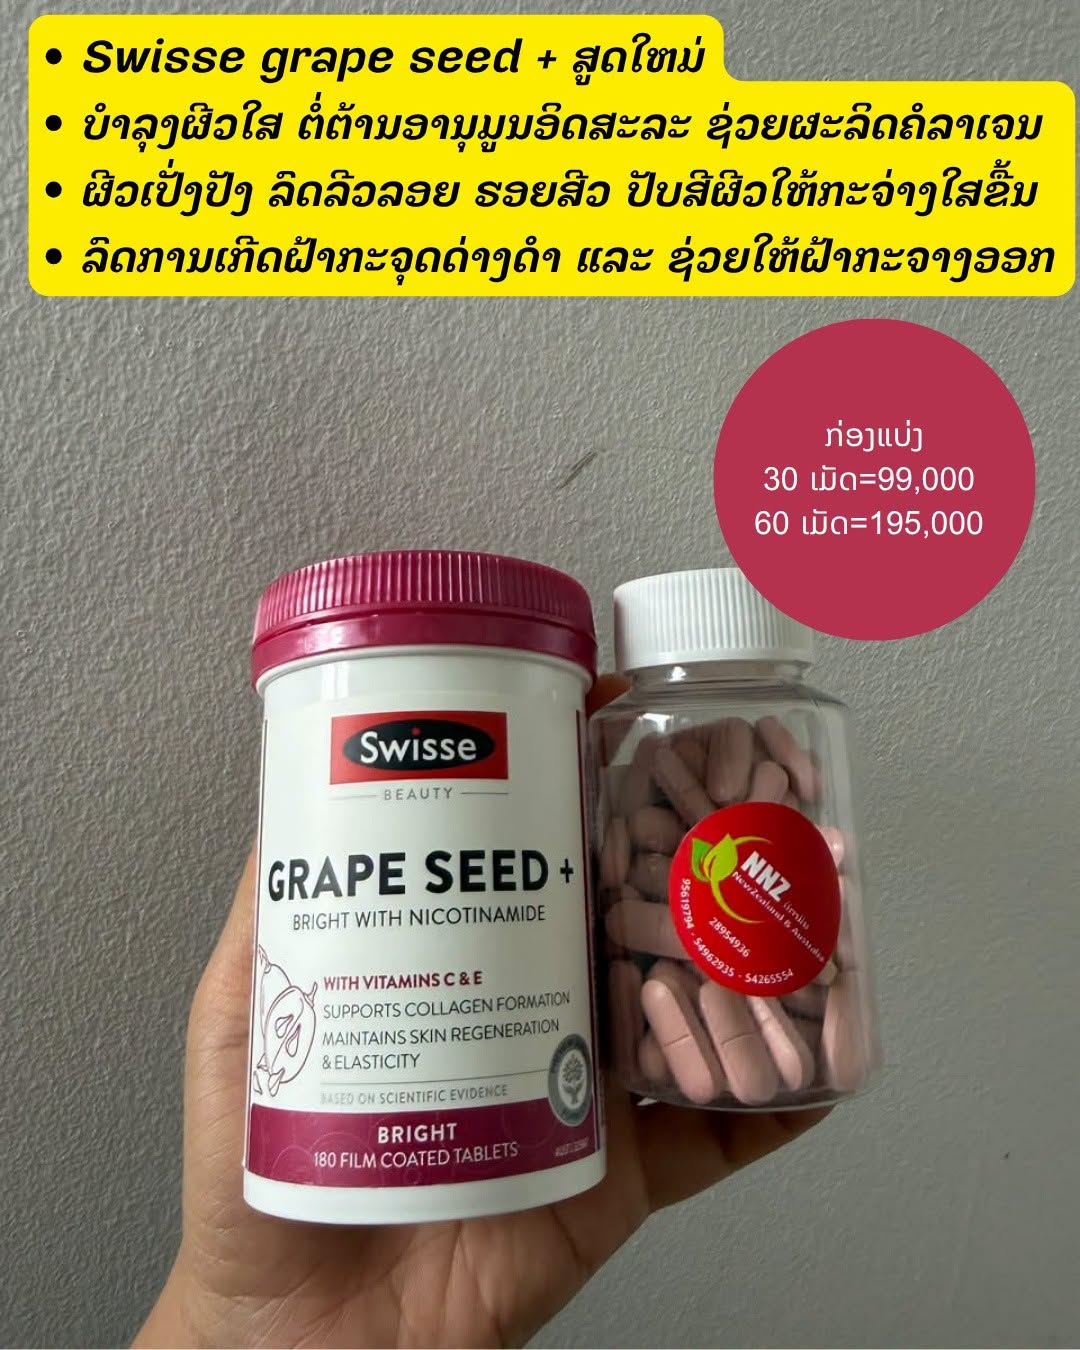 • Swisse grape seed + ສູດໃຫມ່
• ບຳລຸງຜີວໃສ ຕໍ່ຕ້ານອານຸມູນອິດສະລະ ຊ່ວຍຜະລິດຄໍລາເຈນ
• ຜີວເປັ່ງປັງ ລົດລີວລອຍ ຮອຍສີວ ປັບສີຜີວໃຫ້ກະຈ່າງໃສຂຶ້ນ
• ລົດການເກີດຝ້າກະຈຸດດ່າງດຳ ແລະ ຊ່ວຍໃຫ້ຝ້າກະຈາງອອກ
ກ່ອງແບ່ງ
30 ເມັດ=99,000
60 ເມັດ=195,000
Swisse
BEAUTY
GRAPE SEED +
BRIGHT WITH NICOTINAMIDE
WITH VITAMINS C & E
SUPPORTS COLLAGEN FORMATION
MAINTAINS SKIN REGENERATION
& ELASTICITY
BASED ON SCIENTIFIC EVIDENCE
BRIGHT
180 FILM COATED TABLETS
NNZ
NewZealand & Australia
28954936
95619794 - 54962935 - 54265554